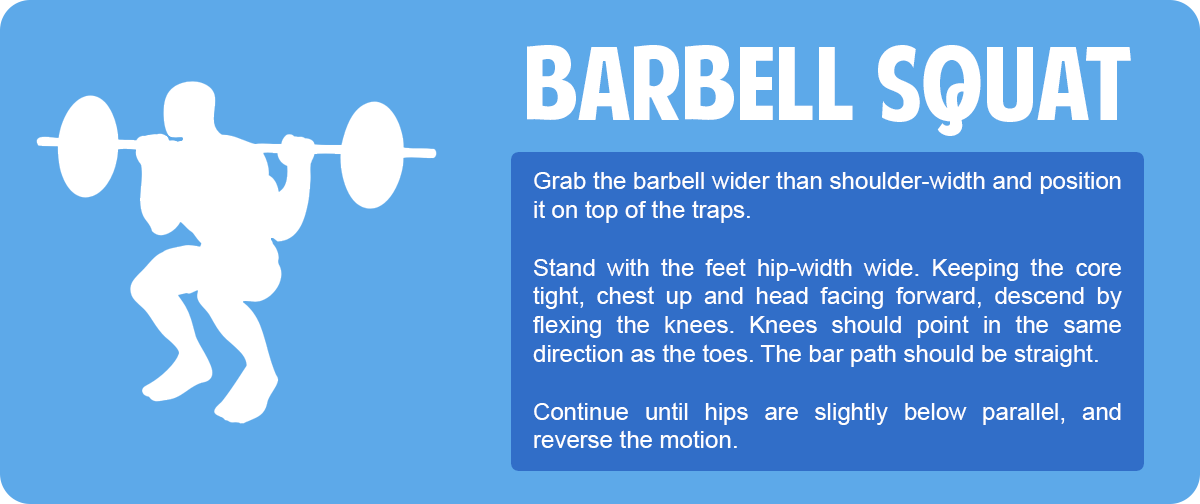 BARBELL SQUAT
Grab the barbell wider than shoulder-width and position
it on top of the traps.
Stand with the feet hip-width wide. Keeping the core
tight, chest up and head facing forward, descend by
flexing the knees. Knees should point in the same
direction as the toes. The bar path should be straight.
Continue until hips are slightly below parallel, and
reverse the motion.